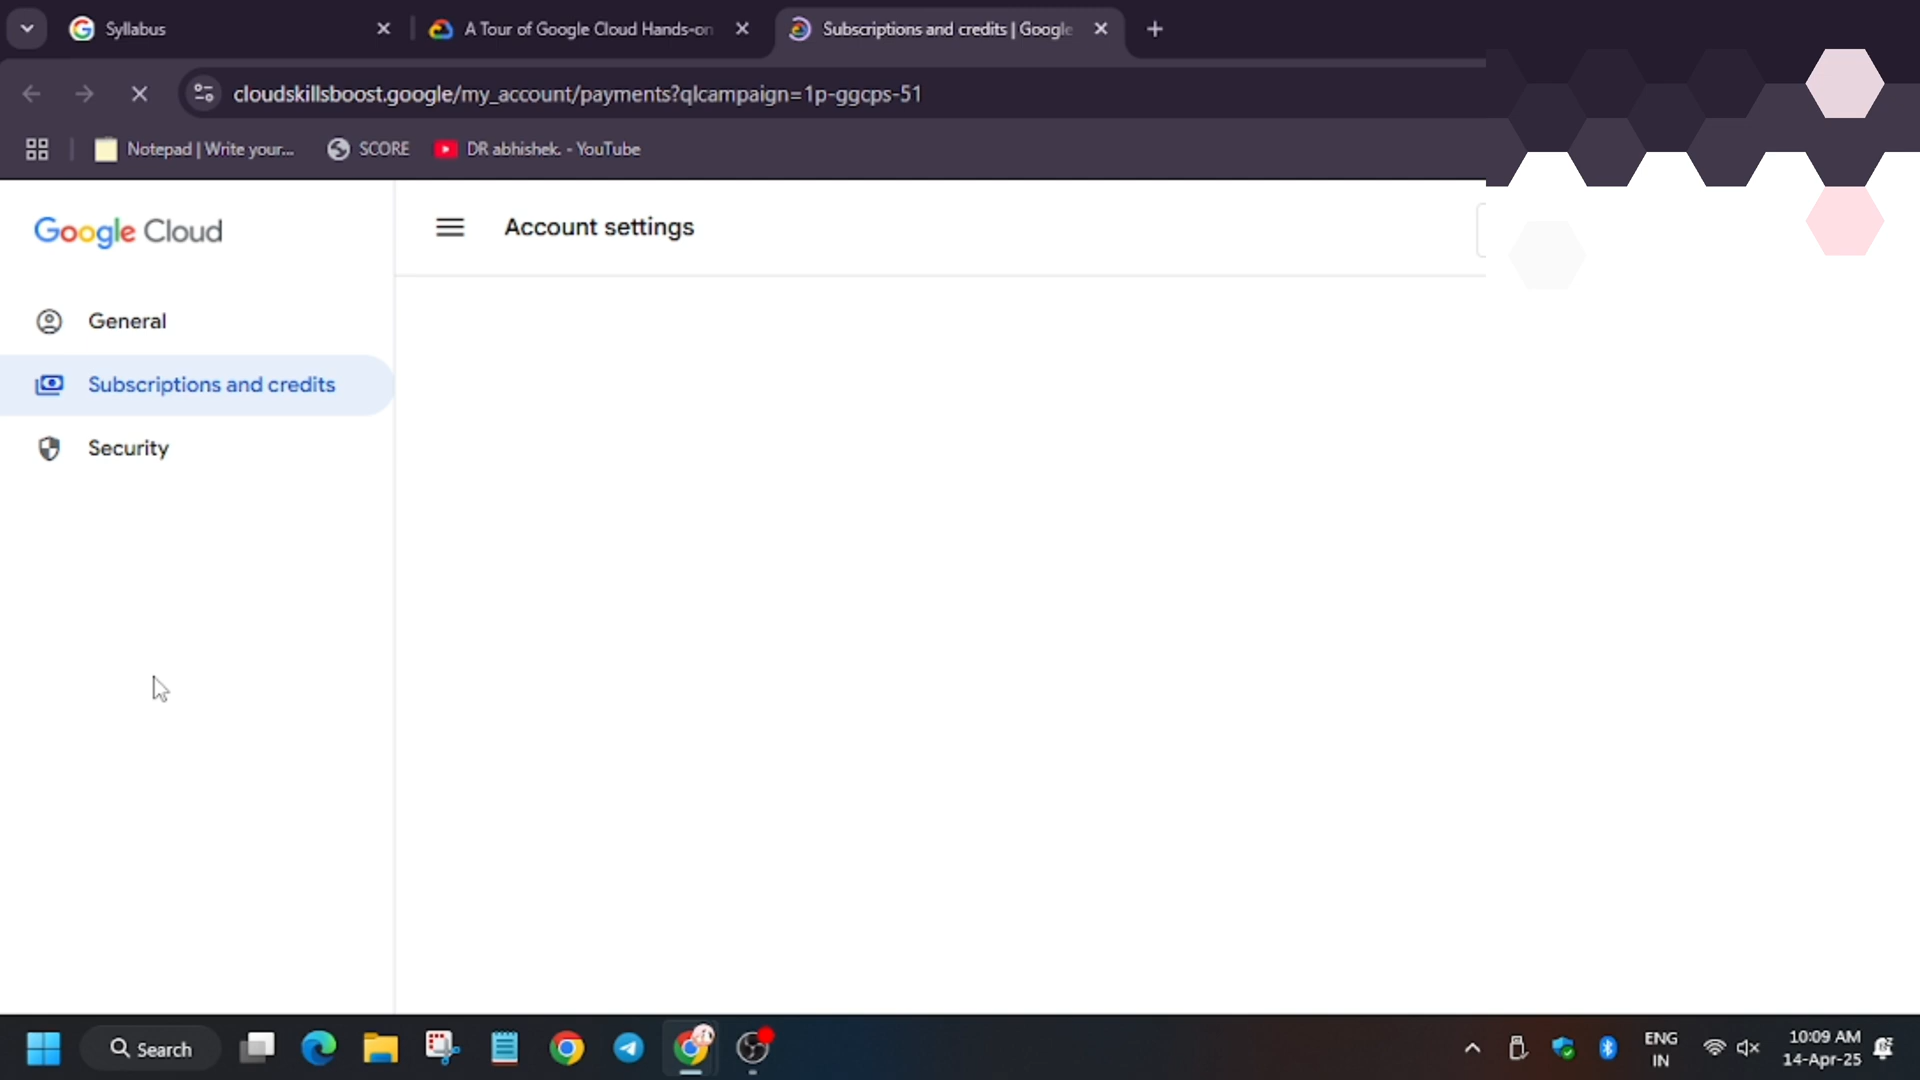 Syllabus
A Tour of Google Cloud Hands-on
Subscriptions and credits | Google
cloudskillsboost.google/my_account/payments?qlcampaign=1p-ggcps-51
Notepad | Write your...
SCORE
DR abhishek. - YouTube
Google Cloud
Account settings
General
Subscriptions and credits
Security
Search
ENG
IN
10:09 AM
14-Apr-25